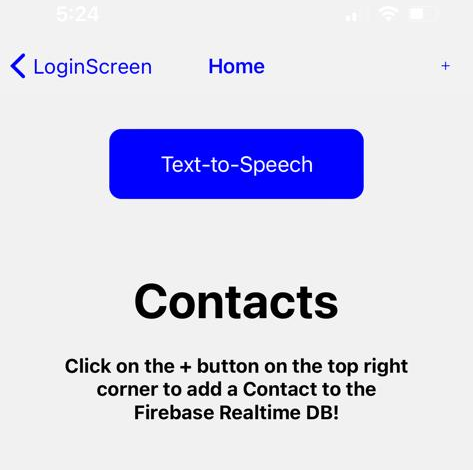 5:24
LoginScreen
Home
+
Text-to-Speech
Contacts
Click on the + button on the top right
corner to add a Contact to the
Firebase Realtime DB!